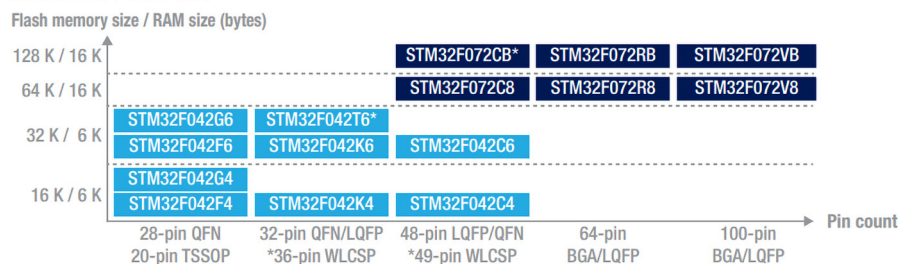 Flash memory size / RAM size (bytes)
128 K / 16 K STM32F072CB* STM32F072RB STM32F072VB
64 K / 16 K STM32F072C8 STM32F072R8 STM32F072V8
STM32F042G6 STM32F042T6*
32 K / 6 K STM32F042F6 STM32F042K6 STM32F042C6
STM32F042G4
16 K / 6 K STM32F042F4 STM32F042K4 STM32F042C4
Pin count
28-pin QFN 32-pin QFN/LQFP 48-pin LQFP/QFN 64-pin 100-pin
20-pin TSSOP *36-pin WLCSP *49-pin WLCSP BGA/LQFP BGA/LQFP